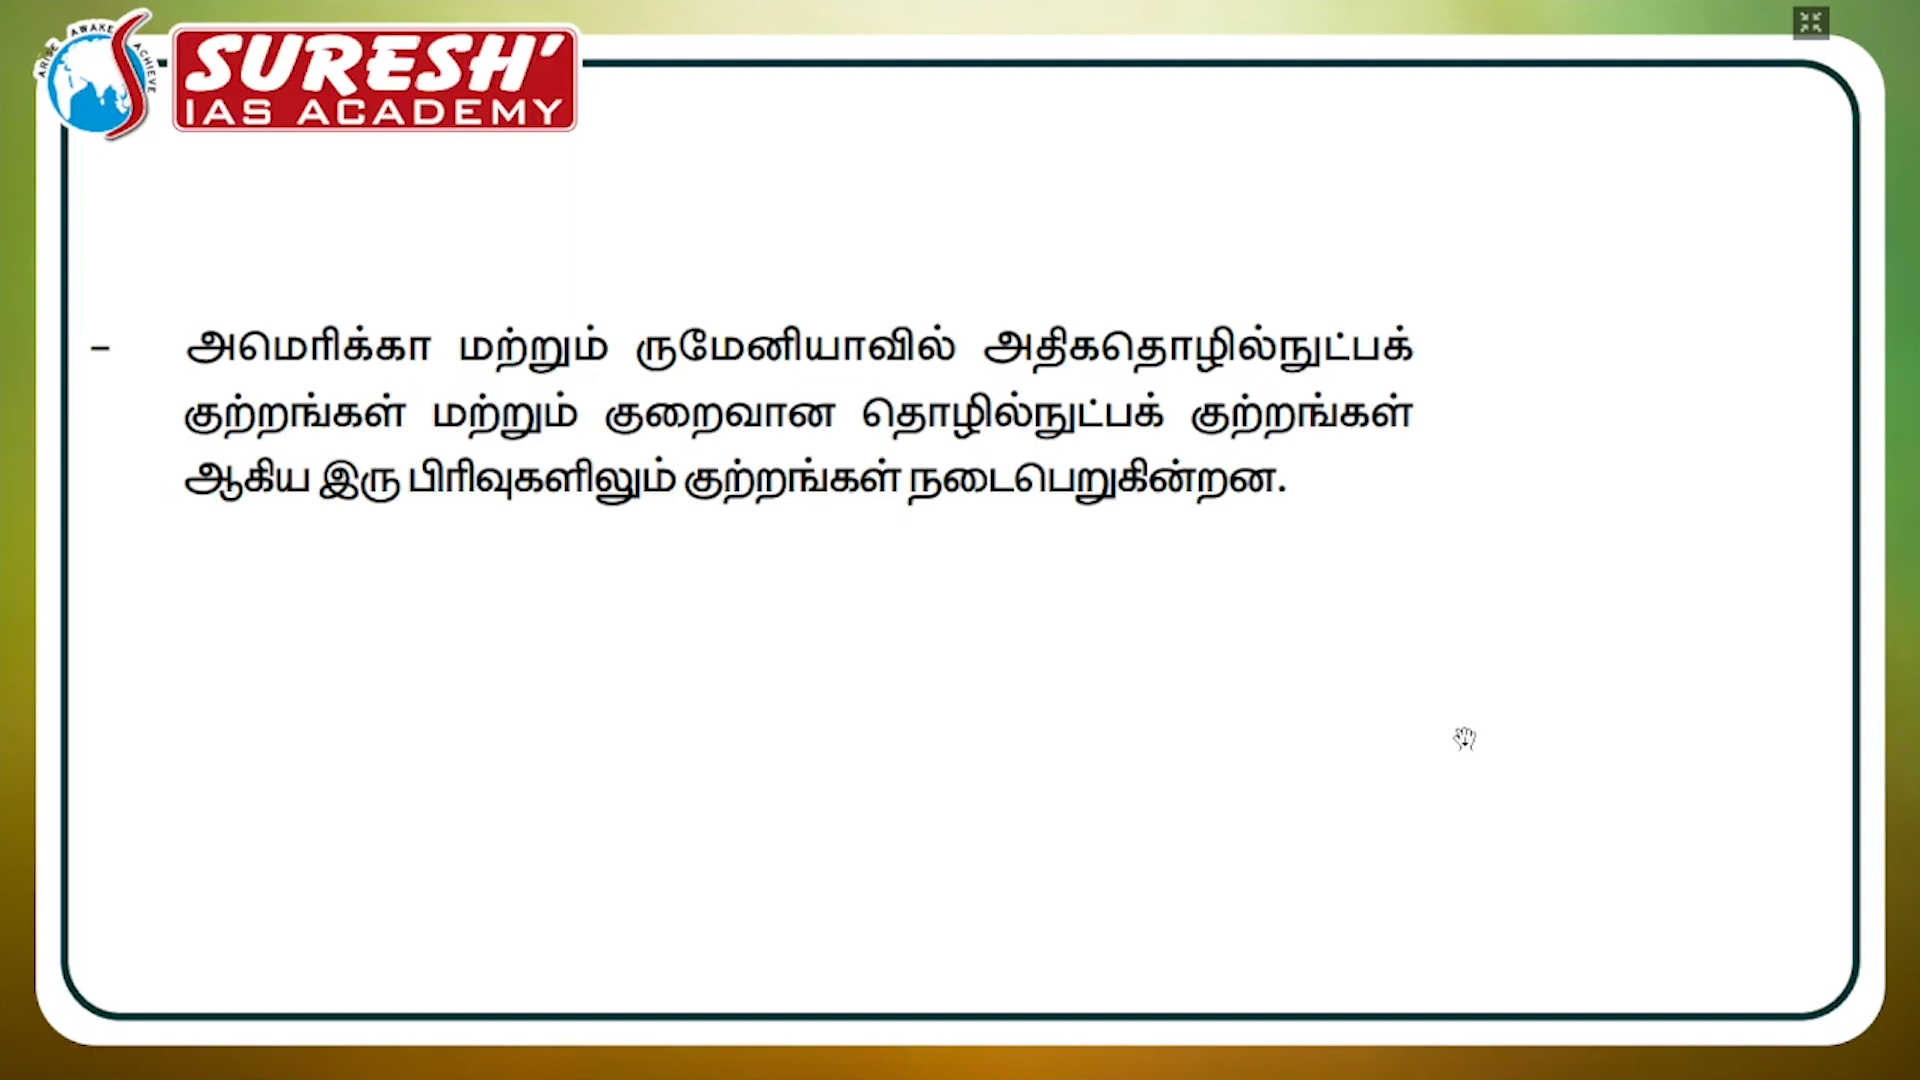 ARISE AWAKE ACHIEVE
SURESH'
IAS ACADEMY
– அமெரிக்கா மற்றும் ருமேனியாவில் அதிகதொழில்நுட்பக்
குற்றங்கள் மற்றும் குறைவான தொழில்நுட்பக் குற்றங்கள்
ஆகிய இரு பிரிவுகளிலும் குற்றங்கள் நடைபெறுகின்றன.